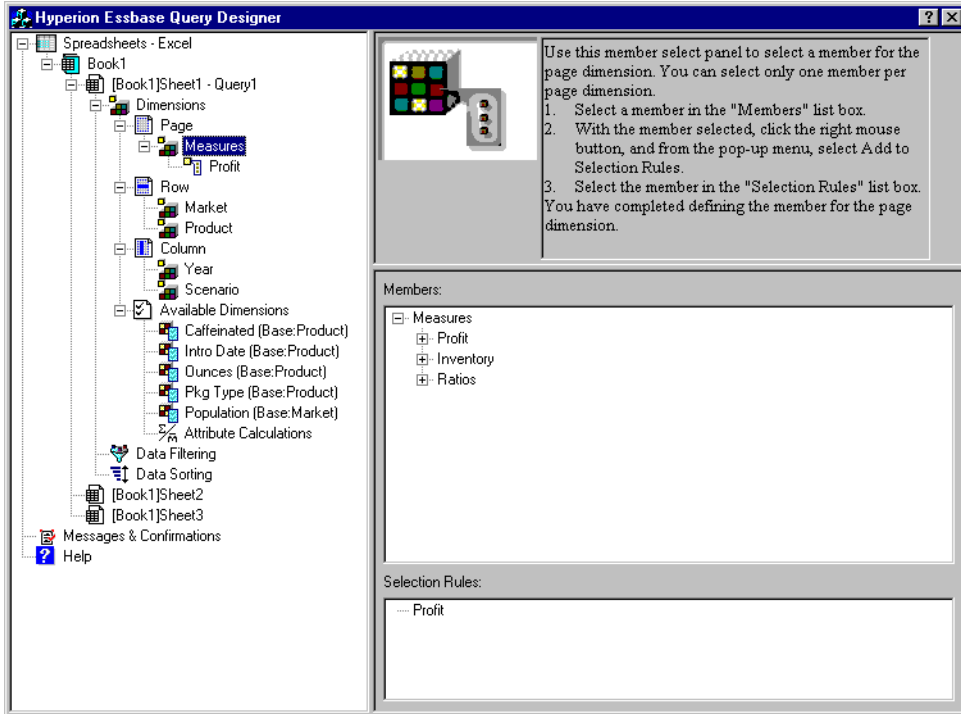 Hyperion Essbase Query Designer
Spreadsheets - Excel
Book1
[Book1]Sheet1 - Query1
Dimensions
Page
Measures
Profit
Row
Market
Product
Column
Year
Scenario
Available Dimensions
Caffeinated (Base:Product)
Intro Date (Base:Product)
Ounces (Base:Product)
Pkg Type (Base:Product)
Population (Base:Market)
Attribute Calculations
Data Filtering
Data Sorting
[Book1]Sheet2
[Book1]Sheet3
Messages & Confirmations
Help
Use this member select panel to select a member for the
page dimension. You can select only one member per
page dimension.
1. Select a member in the "Members" list box.
2. With the member selected, click the right mouse
button, and from the pop-up menu, select Add to
Selection Rules.
3. Select the member in the "Selection Rules" list box.
You have completed defining the member for the page
dimension.
Members:
Measures
Profit
Inventory
Ratios
Selection Rules:
Profit